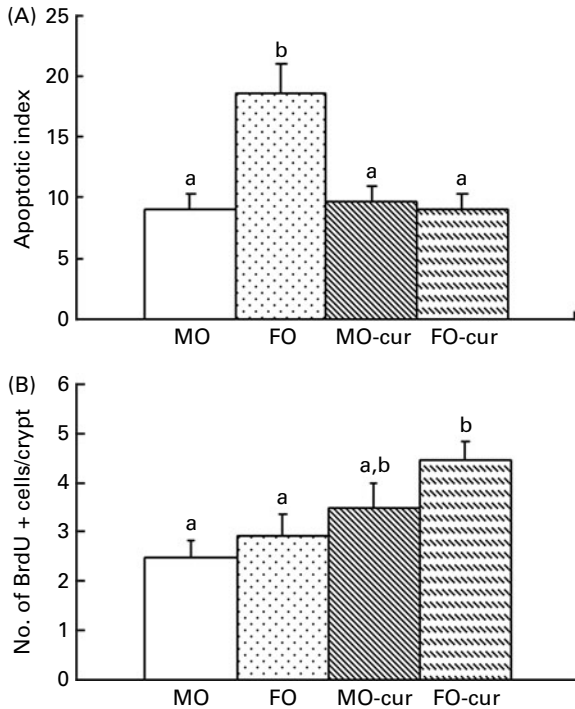 (A)
25
20
15
10
5
0
Apoptotic index
a
b
a
a
MO FO MO-cur FO-cur
(B)
6
5
4
3
2
1
0
No. of BrdU + cells/crypt
a
a
a,b
b
MO FO MO-cur FO-cur